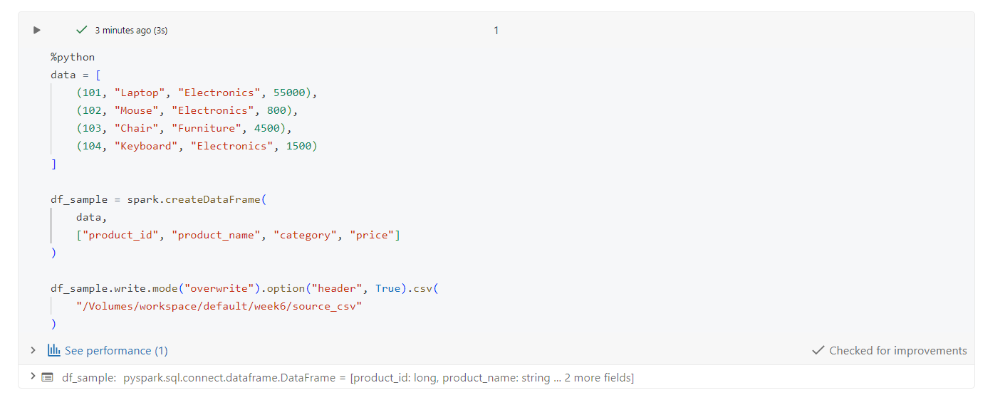 3 minutes ago (3s)
1
%python
data = [
    (101, "Laptop", "Electronics", 55000),
    (102, "Mouse", "Electronics", 800),
    (103, "Chair", "Furniture", 4500),
    (104, "Keyboard", "Electronics", 1500)
]
df_sample = spark.createDataFrame(
    data,
    ["product_id", "product_name", "category", "price"]
)
df_sample.write.mode("overwrite").option("header", True).csv(
    "/Volumes/workspace/default/week6/source_csv"
)
See performance (1)
Checked for improvements
df_sample: pyspark.sql.connect.dataframe.DataFrame = [product_id: long, product_name: string ... 2 more fields]